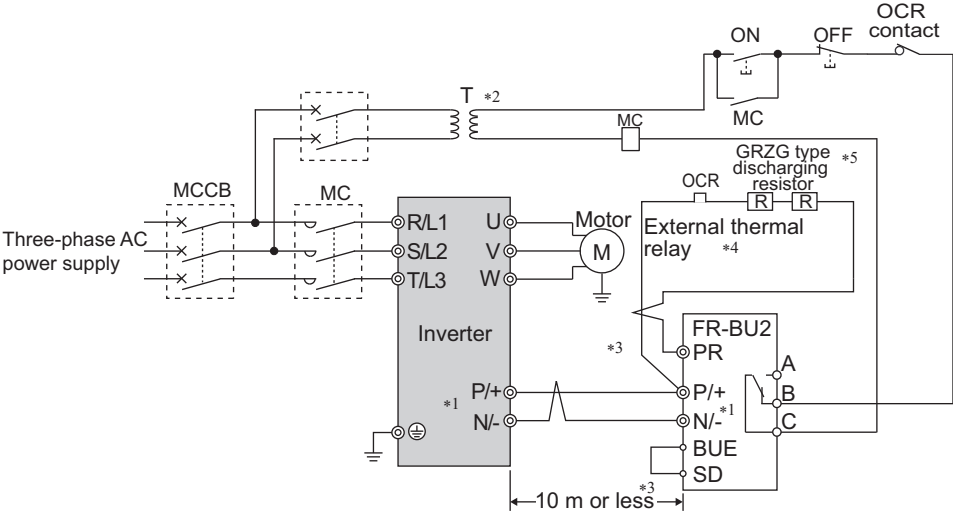 OCR
contact
ON
OFF
T *2
MC
MC
GRZG type
discharging
resistor
*5
OCR
R
R
MCCB
MC
External thermal
relay
*4
Three-phase AC
power supply
R/L1
S/L2
T/L3
U
V
W
Motor
M
Inverter
FR-BU2
*3
PR
A
P/+
P/+
B
*1
*1
N/-
N/-
C
BUE
SD
10 m or less
*3